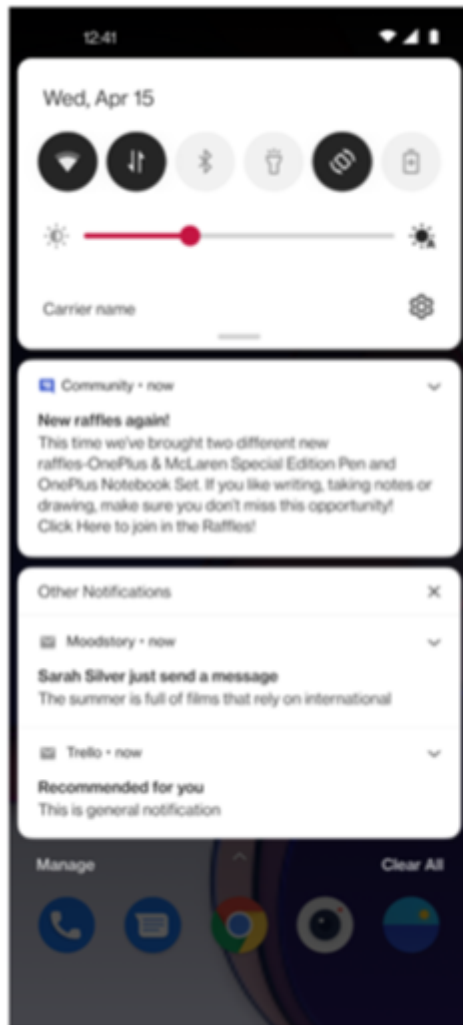 12:41
Wed, Apr 15
Carrier name
Community • now
New raffles again!
This time we've brought two different new
raffles-OnePlus & McLaren Special Edition Pen and
OnePlus Notebook Set. If you like writing, taking notes or
drawing, make sure you don't miss this opportunity!
Click Here to join in the Raffles!
Other Notifications
Moodstory • now
Sarah Silver just send a message
The summer is full of films that rely on international
Trello • now
Recommended for you
This is general notification
Manage
Clear All